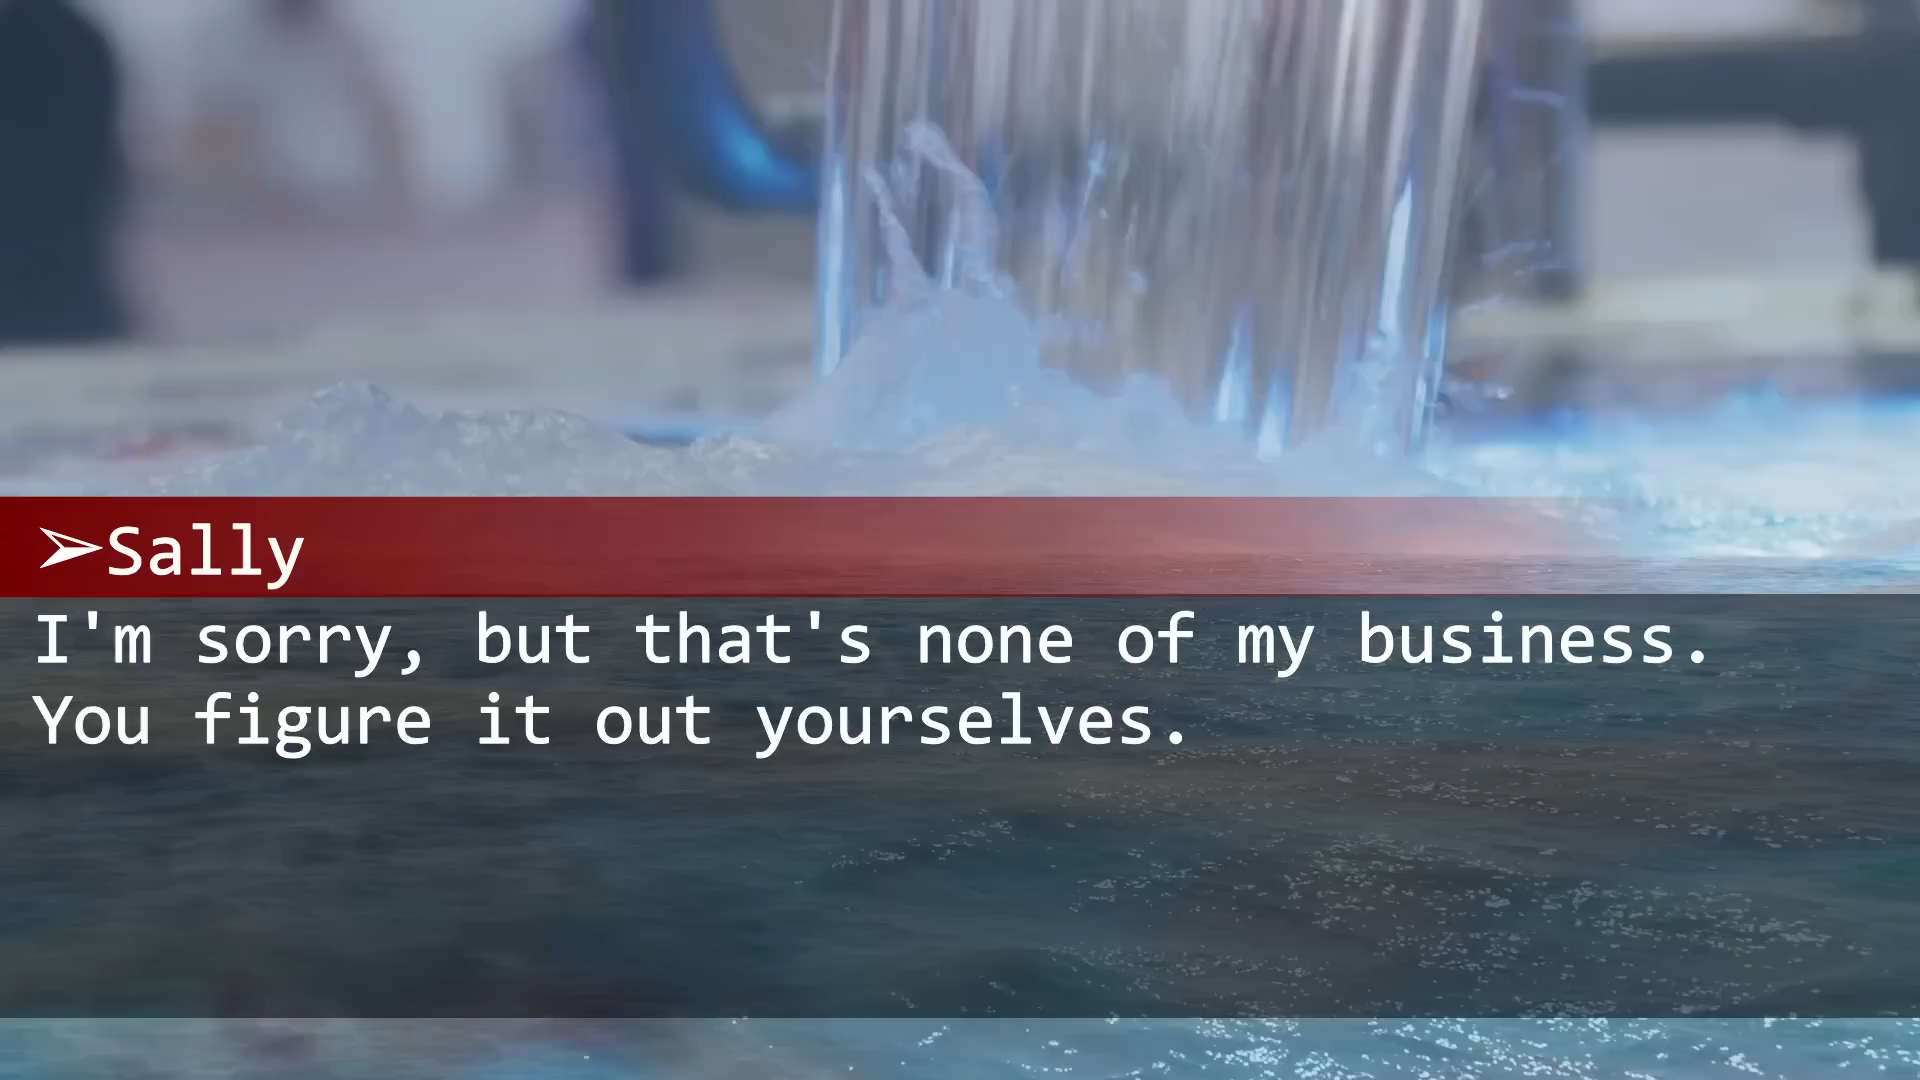 ➢Sally
I'm sorry, but that's none of my business.
You figure it out yourselves.